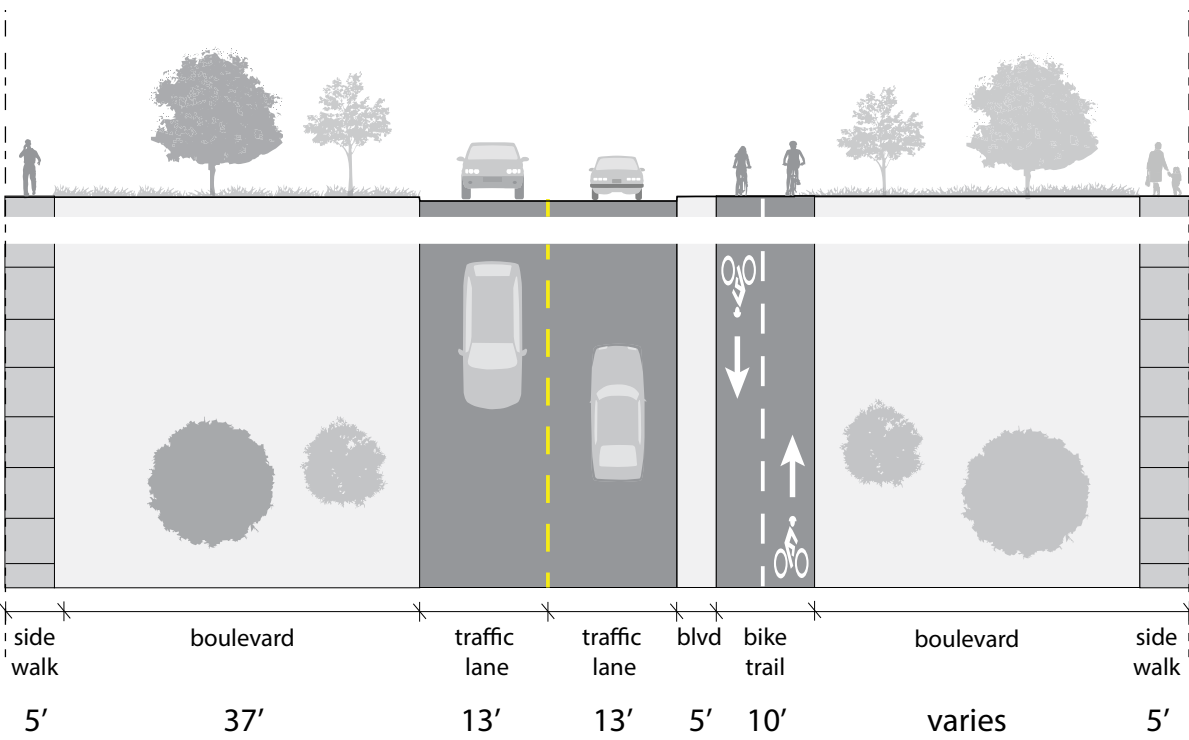 side walk
boulevard
traffic lane
traffic lane
blvd
bike trail
boulevard
side walk
5′ 37′ 13′ 13′ 5′ 10′ varies 5′